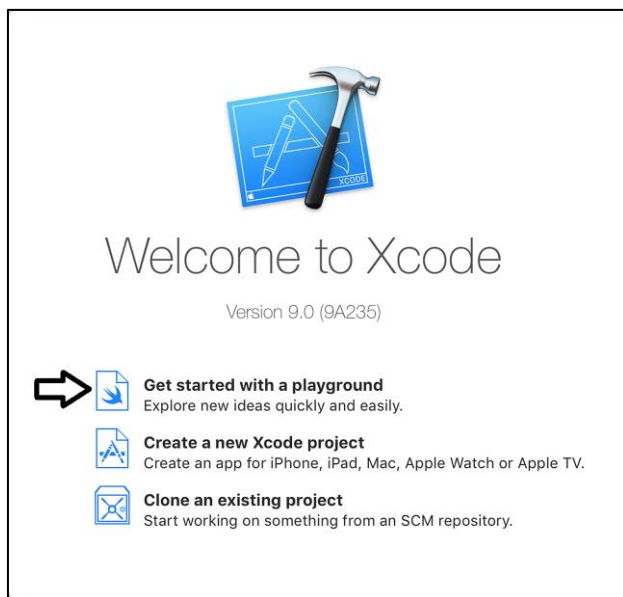 XCODE
Welcome to Xcode
Version 9.0 (9A235)
Get started with a playground
Explore new ideas quickly and easily.
Create a new Xcode project
Create an app for iPhone, iPad, Mac, Apple Watch or Apple TV.
Clone an existing project
Start working on something from an SCM repository.